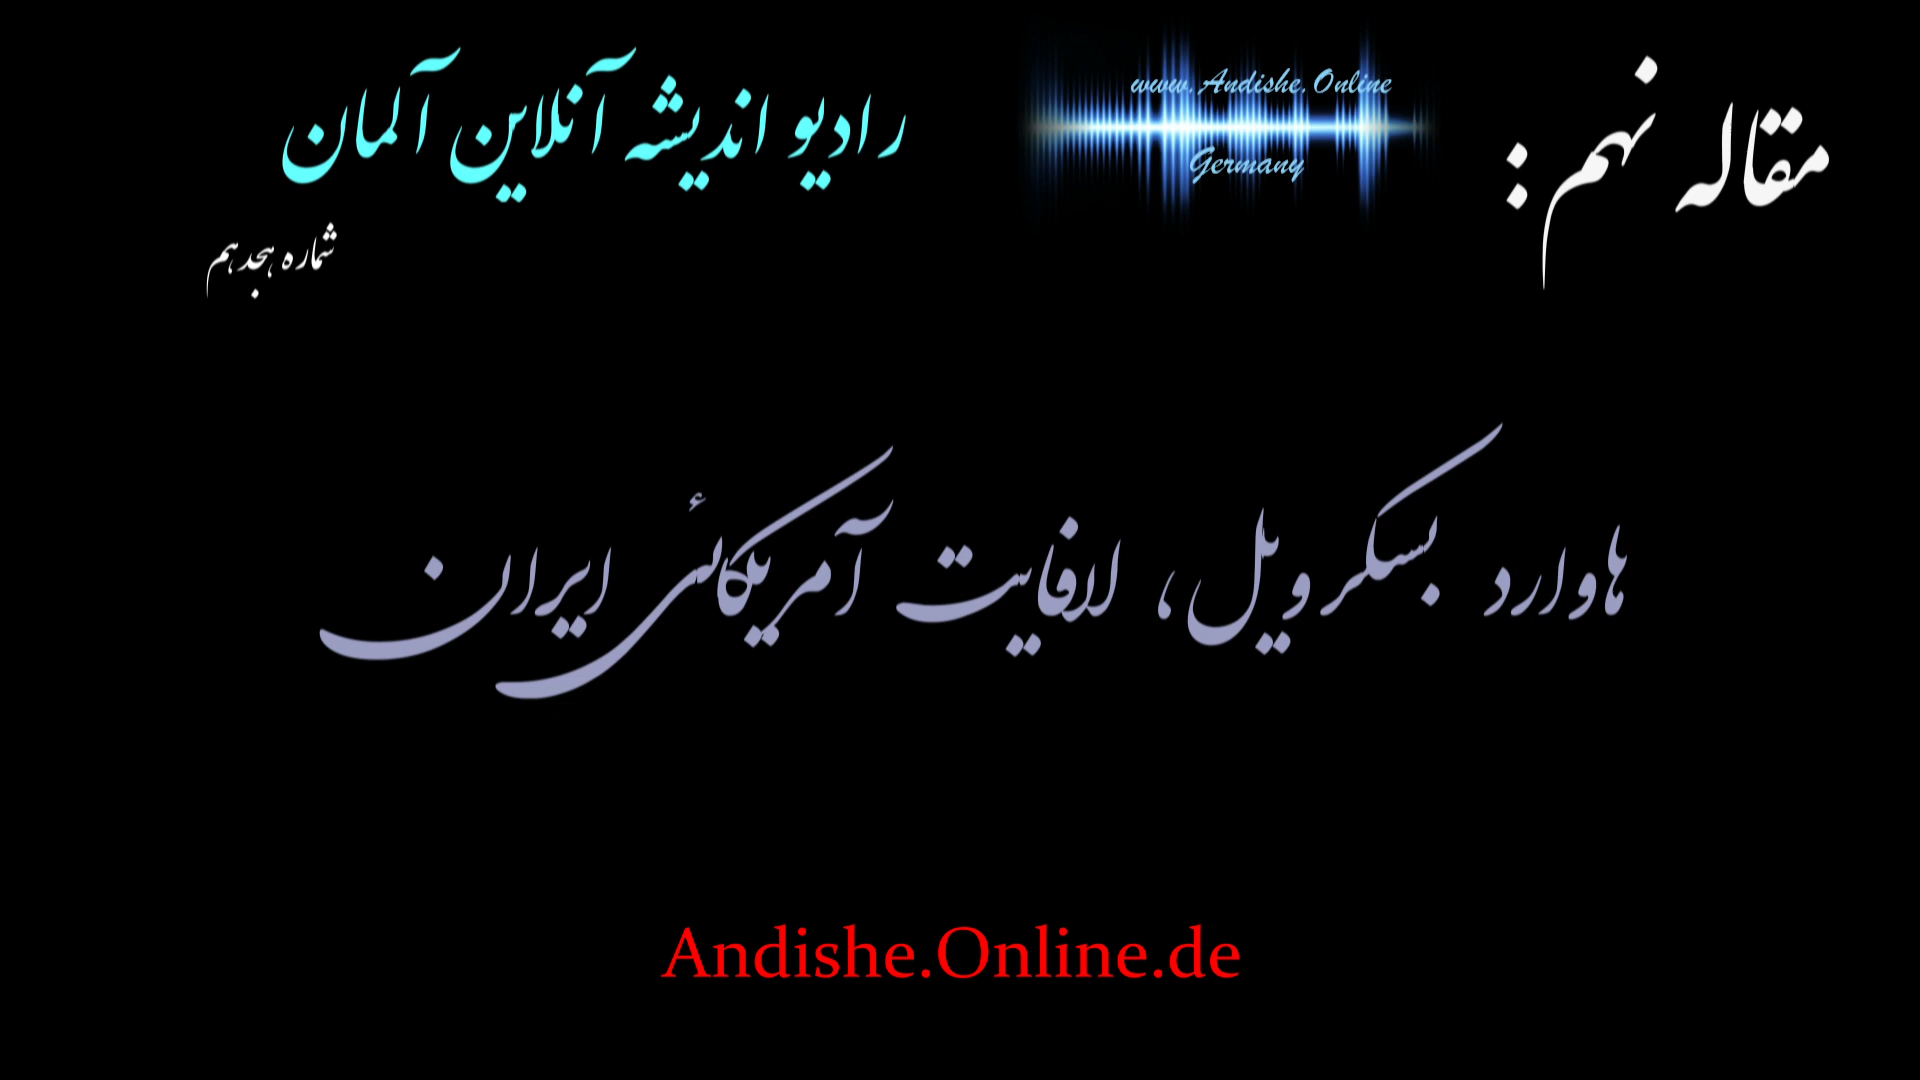 مقاله نهم :
www.Andishe.Online
Germany
رادیو اندیشه آنلاین آلمان
شماره هجدهم
هاوارد بسکرویل، لافایت آمریکائی ایران
Andishe.Online.de